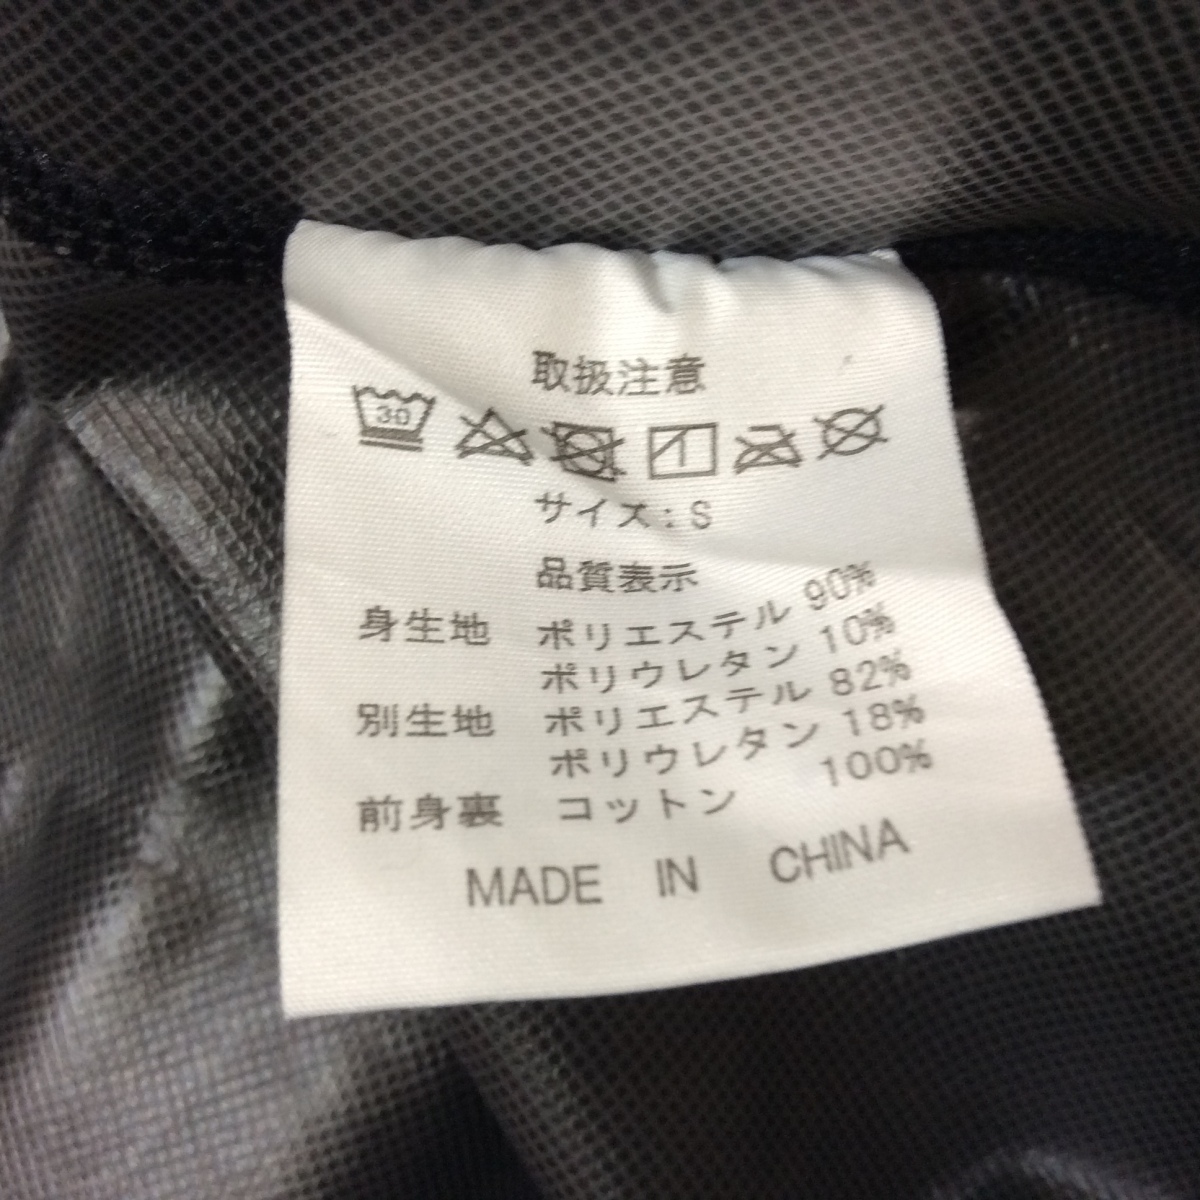 取扱注意
30
サイズ：S
品質表示
身生地 ポリエステル 90%
ポリウレタン 10%
別生地 ポリエステル 82%
ポリウレタン 18%
前身裏 コットン 100%
MADE IN CHINA